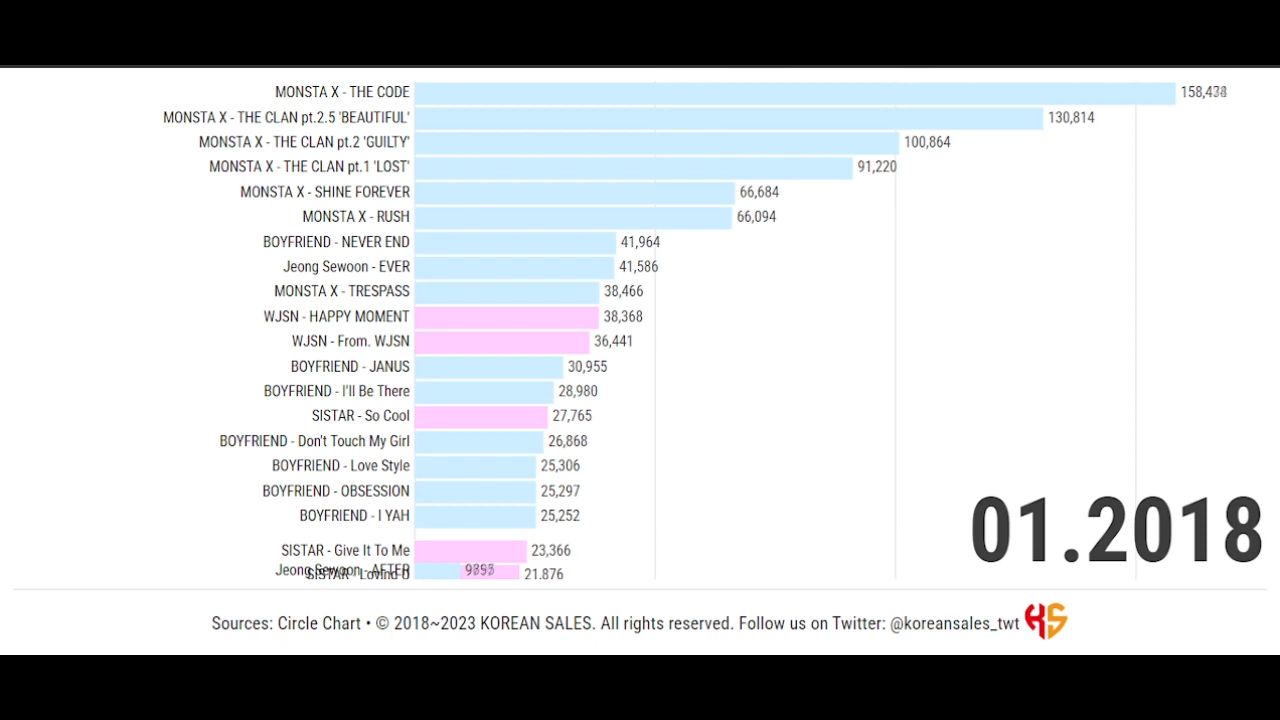 MONSTA X - THE CODE
MONSTA X - THE CLAN pt.2.5 'BEAUTIFUL' 130,814
MONSTA X - THE CLAN pt.2 'GUILTY' 100,864
MONSTA X - THE CLAN pt.1 'LOST' 91,220
MONSTA X - SHINE FOREVER 66,684
MONSTA X - RUSH 66,094
BOYFRIEND - NEVER END 41,964
Jeong Sewoon - EVER 41,586
MONSTA X - TRESPASS 38,466
WJSN - HAPPY MOMENT 38,368
WJSN - From. WJSN 36,441
BOYFRIEND - JANUS 30,955
BOYFRIEND - I'll Be There 28,980
SISTAR - So Cool 27,765
BOYFRIEND - Don't Touch My Girl 26,868
BOYFRIEND - Love Style 25,306
BOYFRIEND - OBSESSION 25,297
BOYFRIEND - I YAH 25,252
01.2018
SISTAR - Give It To Me 23,366
Jeong Sewoon - AFTER
SISTAR - Loving U 21,876
Sources: Circle Chart • © 2018~2023 KOREAN SALES. All rights reserved. Follow us on Twitter: @koreansales_twt KS